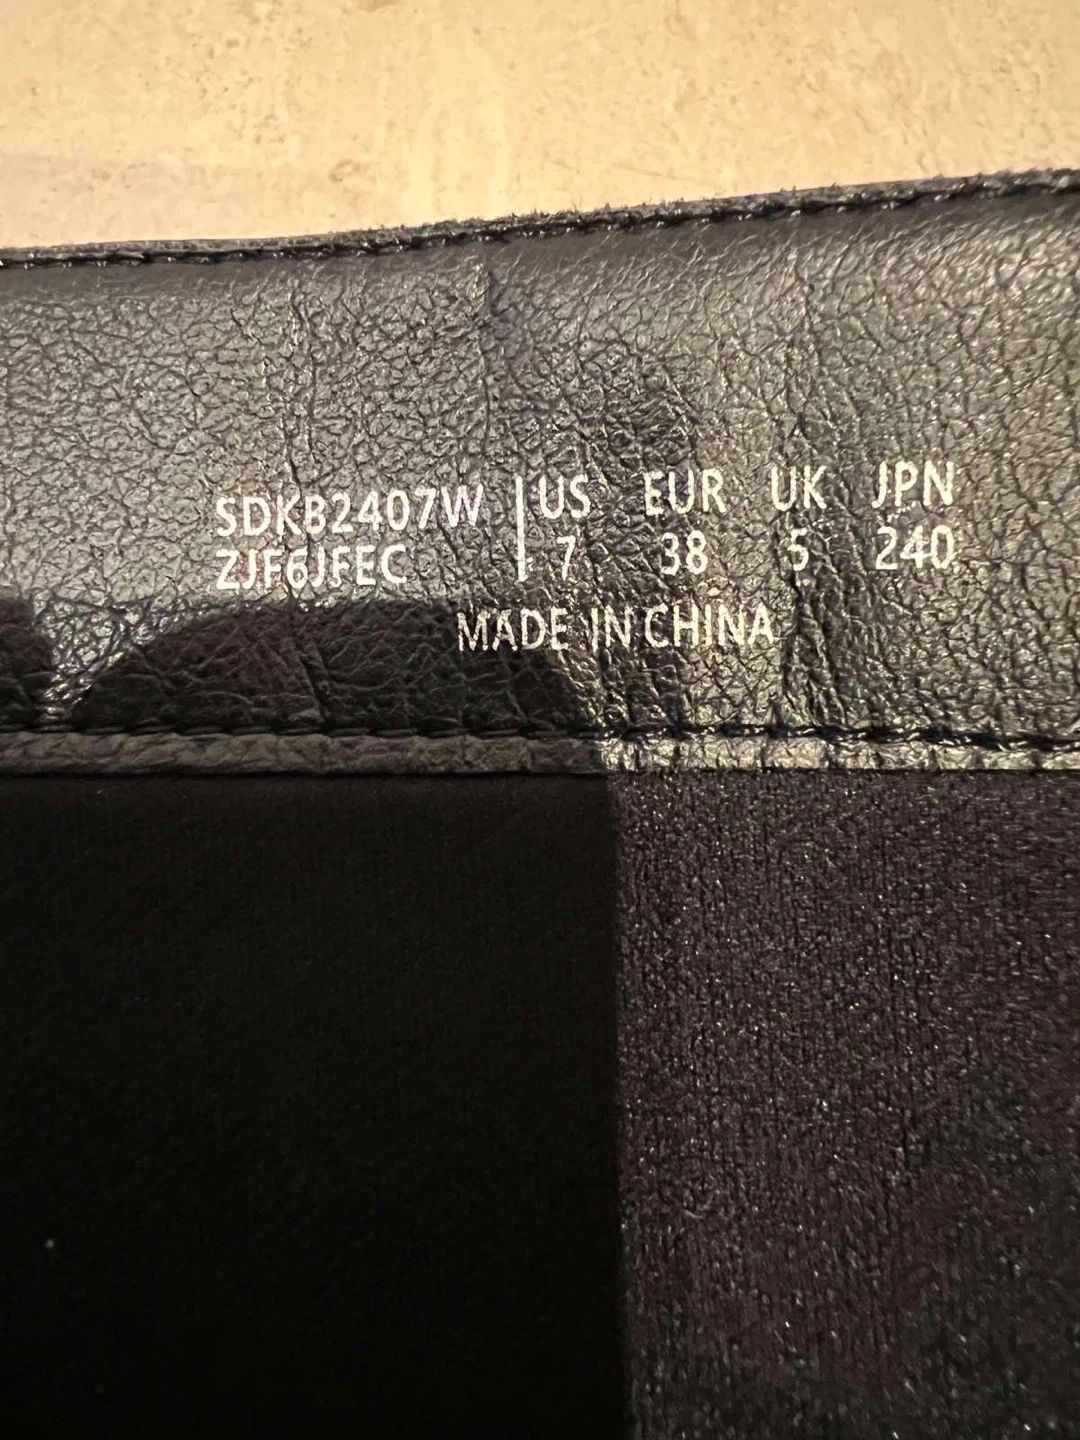 SDKB2407W | US EUR UK JPN
ZJF6JFEC | 7 38 5 240
MADE IN CHINA